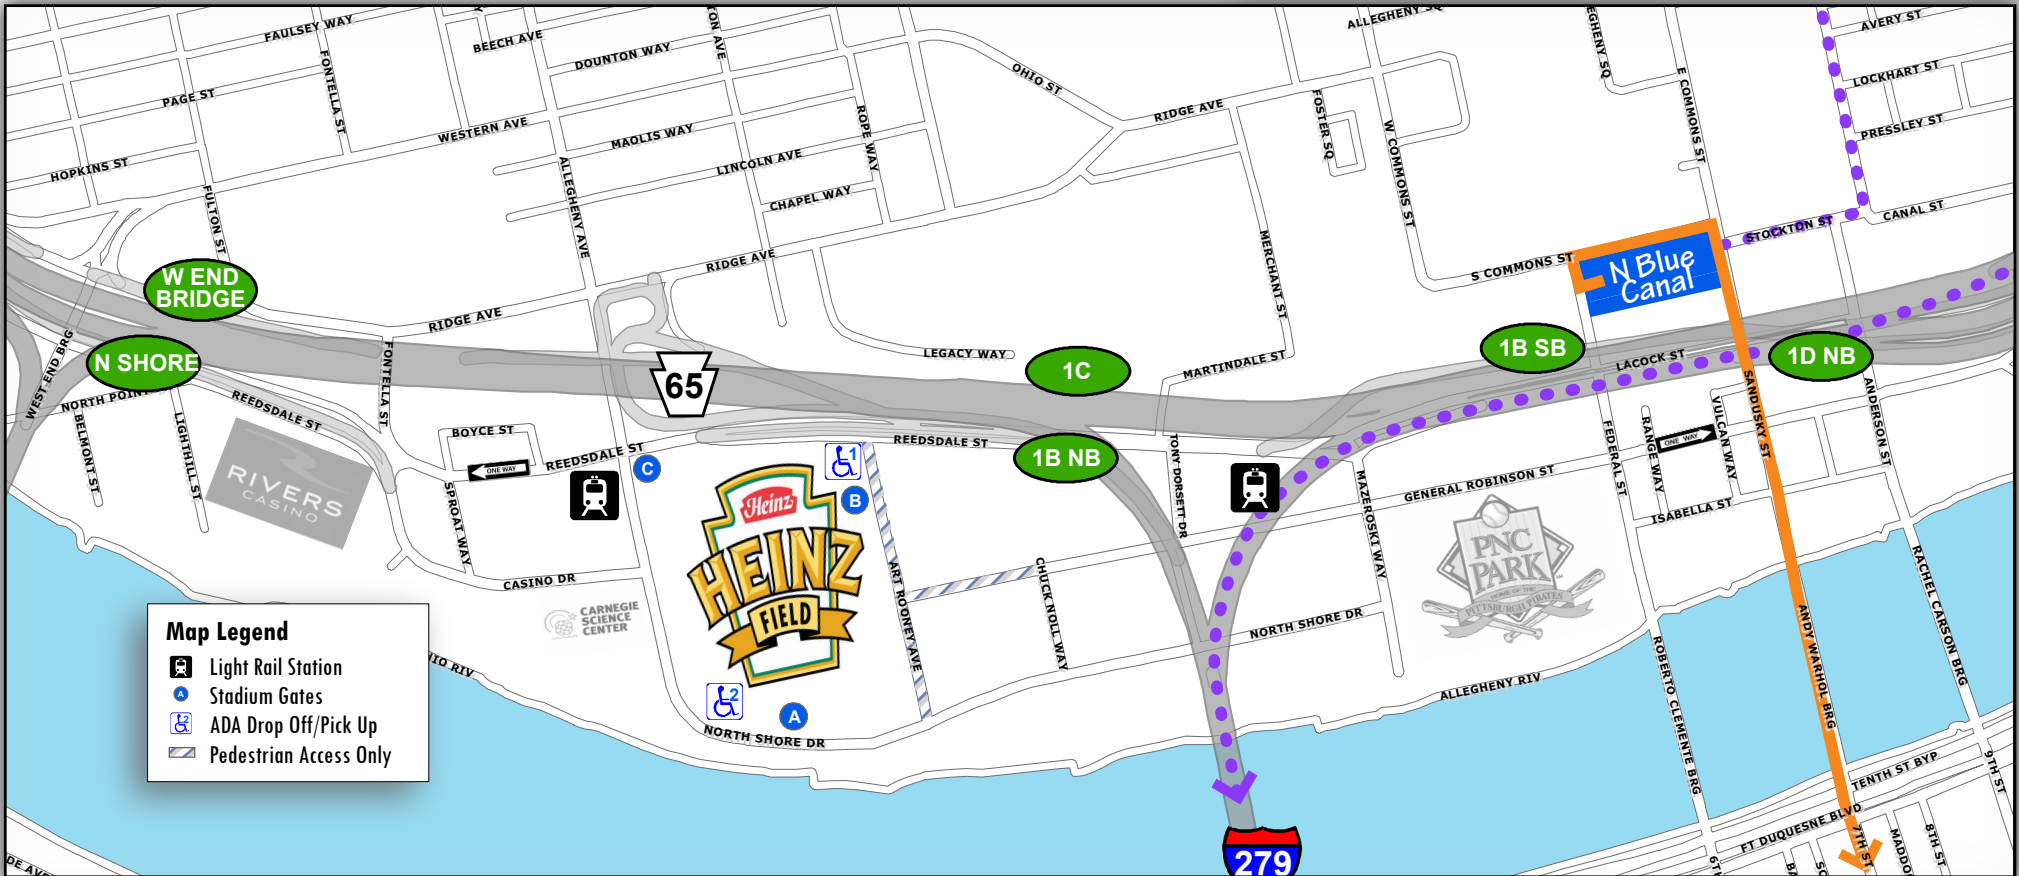 FAULSEY WAY
BEECH AVE
DOUNTON WAY
FONTELLA ST
PAGE ST
WESTERN AVE
MAOLIS WAY
LINCOLN AVE
ROPE WAY
CHAPEL WAY
HOPKINS ST
FULTON ST
ALLEGHENY AVE
RIDGE AVE
RIDGE AVE
OHIO ST
RIDGE AVE
FOSTER SQ
W COMMONS ST
E COMMONS ST
AVERY ST
LOCKHART ST
PRESSLEY ST
CANAL ST
STOCKTON ST
S COMMONS ST
MERCHANT ST
N Blue
Canal
W END
BRIDGE
N SHORE
WEST END BRG
BELMONT ST
LIGHTHILL ST
REEDSDALE ST
FONTELLA ST
BOYCE ST
ONE WAY
REEDSDALE ST
SPROAT WAY
CASINO DR
RIVERS
CASINO
CARNEGIE
SCIENCE
CENTER
65
LEGACY WAY
1C
REEDSDALE ST
1B NB
MARTINDALE ST
TONY DORSETT DR
1B SB
LACOCK ST
1D NB
SANDUSKY ST
ANDERSON ST
VULCAN WAY
RANGE WAY
ONE WAY
FEDERAL ST
ISABELLA ST
GENERAL ROBINSON ST
MAZEROSKI WAY
PNC
PARK
HOME OF THE
PITTSBURGH PIRATES
C
1
B
Heinz
HEINZ
FIELD
2
A
ART ROONEY AVE
CHUCK NOLL WAY
NORTH SHORE DR
NORTH SHORE DR
ALLEGHENY RIV
ROBERTO CLEMENTE BRG
ANDY WARHOL BRG
RACHEL CARSON BRG
TENTH ST BYP
FT DUQUESNE BLVD
7TH ST
8TH ST
9TH ST
279
Map Legend
Light Rail Station
A Stadium Gates
2 ADA Drop Off/Pick Up
Pedestrian Access Only